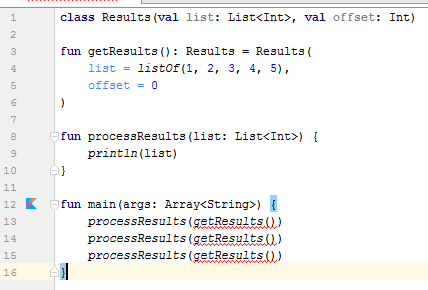 1 class Results(val list: List<Int>, val offset: Int)
2
3 fun getResults(): Results = Results(
4     list = listOf(1, 2, 3, 4, 5),
5     offset = 0
6 )
7
8 fun processResults(list: List<Int>) {
9     println(list)
10 }
11
12 fun main(args: Array<String>) {
13     processResults(getResults())
14     processResults(getResults())
15     processResults(getResults())
16 }